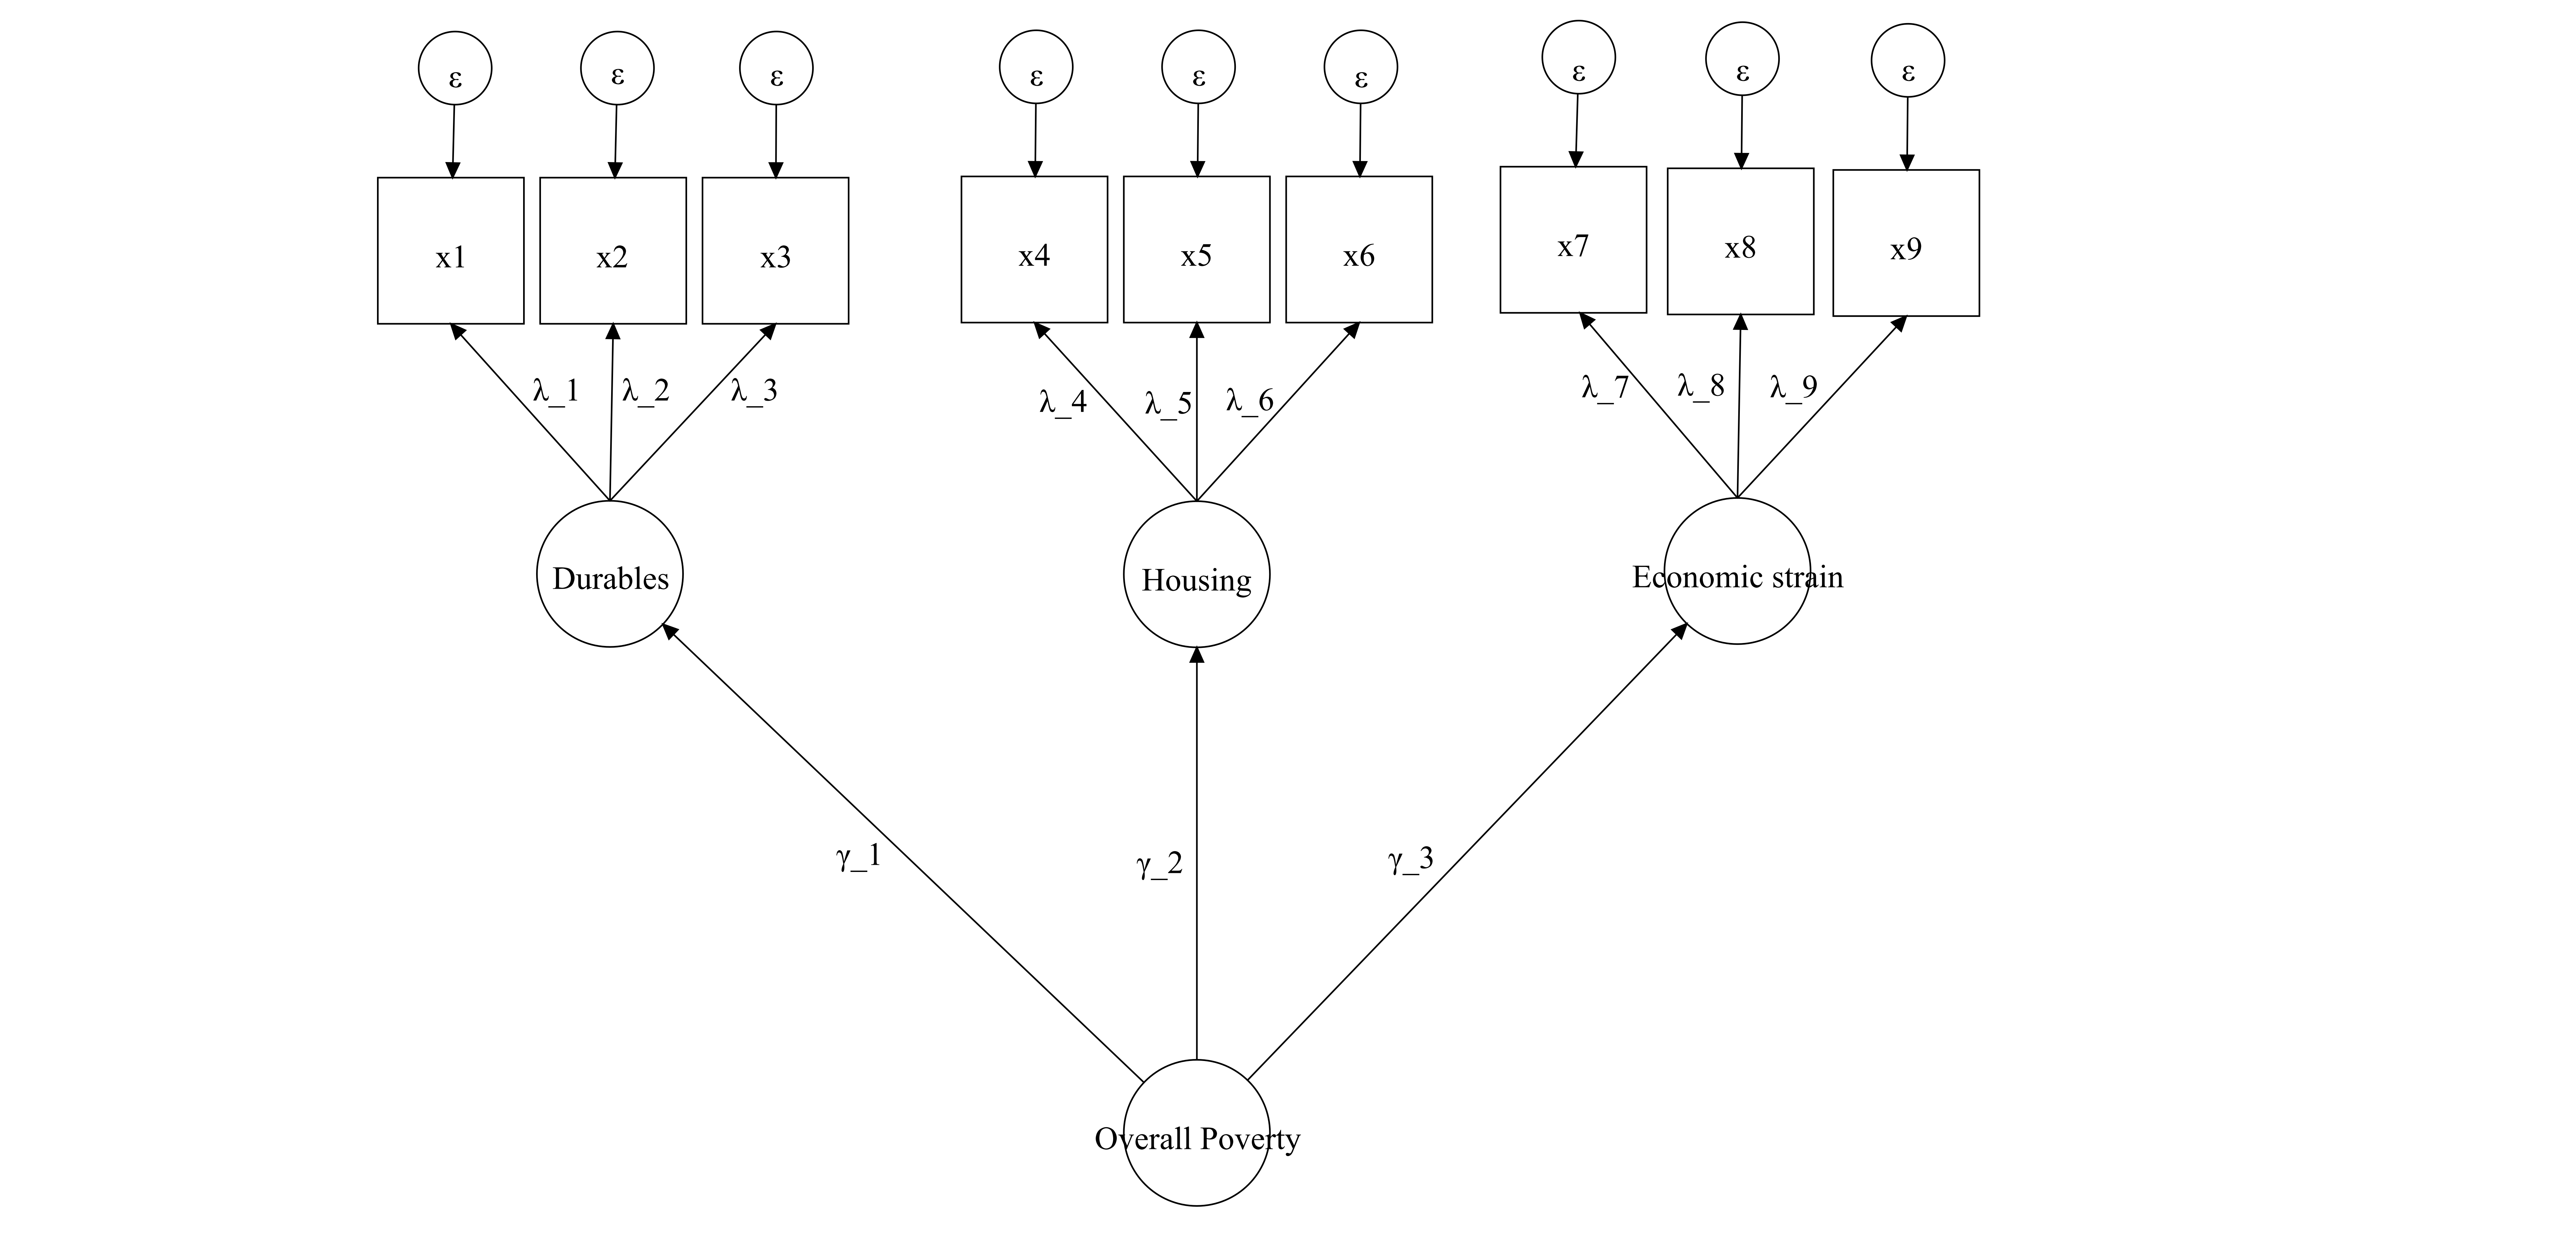 ε ε ε ε ε ε ε ε ε
x1 x2 x3 x4 x5 x6 x7 x8 x9
λ_1 λ_2 λ_3 λ_4 λ_5 λ_6 λ_7 λ_8 λ_9
Durables Housing Economic strain
γ_1 γ_2 γ_3
Overall Poverty